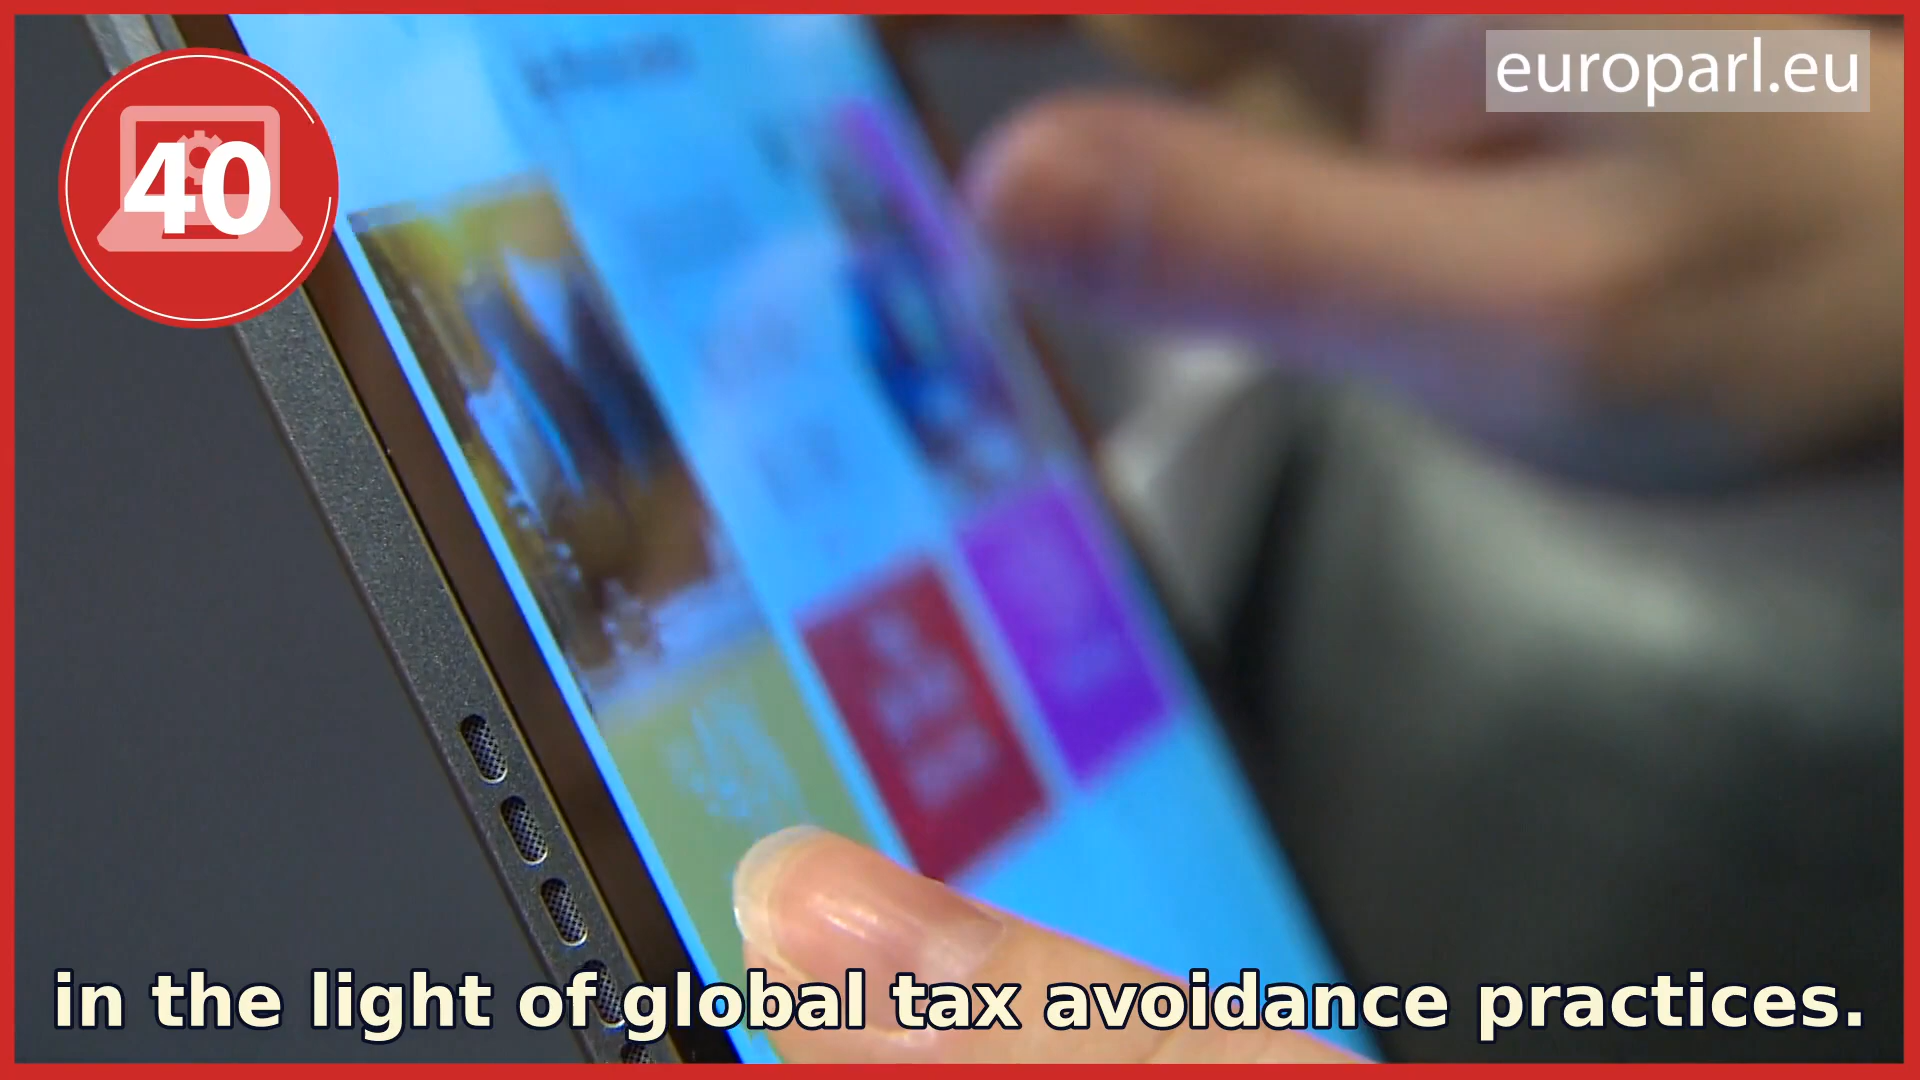 europarl.eu
40
in the light of global tax avoidance practices.